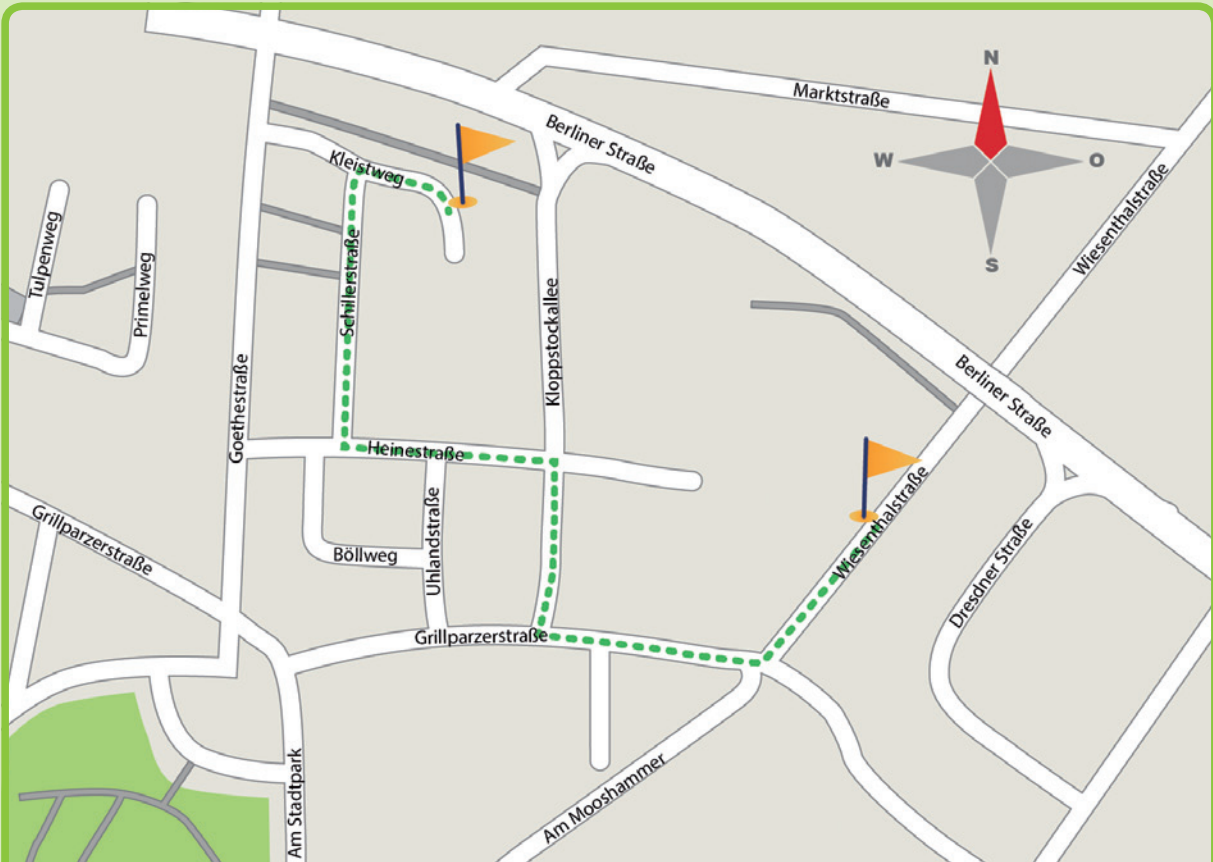 N
W
O
S
Marktstraße
Berliner Straße
Kleistweg
Wiesenthalstraße
Tulpenweg
Primelweg
Schillerstraße
Kloppstockallee
Goethestraße
Berliner Straße
Heinestraße
Grillparzerstraße
Uhlandstraße
Böllweg
Wiesenthalstraße
Dresdner Straße
Grillparzerstraße
Am Stadtpark
Am Mooshammer